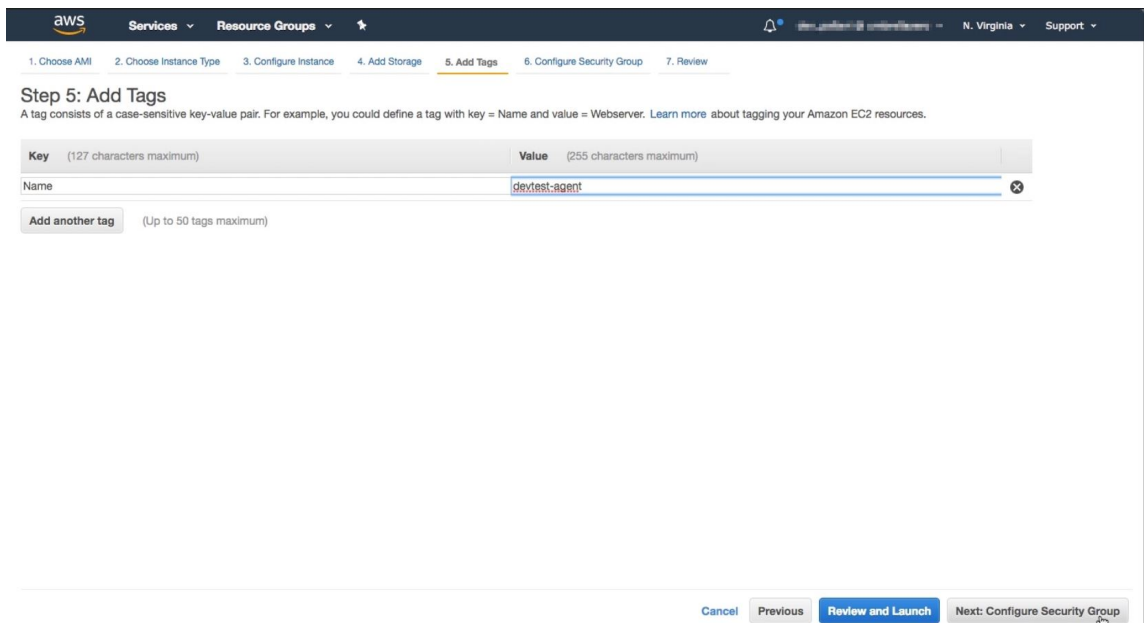 aws Services Resource Groups N. Virginia Support
1. Choose AMI 2. Choose Instance Type 3. Configure Instance 4. Add Storage 5. Add Tags 6. Configure Security Group 7. Review
Step 5: Add Tags
A tag consists of a case-sensitive key-value pair. For example, you could define a tag with key = Name and value = Webserver. Learn more about tagging your Amazon EC2 resources.
Key (127 characters maximum) Value (255 characters maximum)
Name devtest-agent
Add another tag (Up to 50 tags maximum)
Cancel Previous Review and Launch Next: Configure Security Group